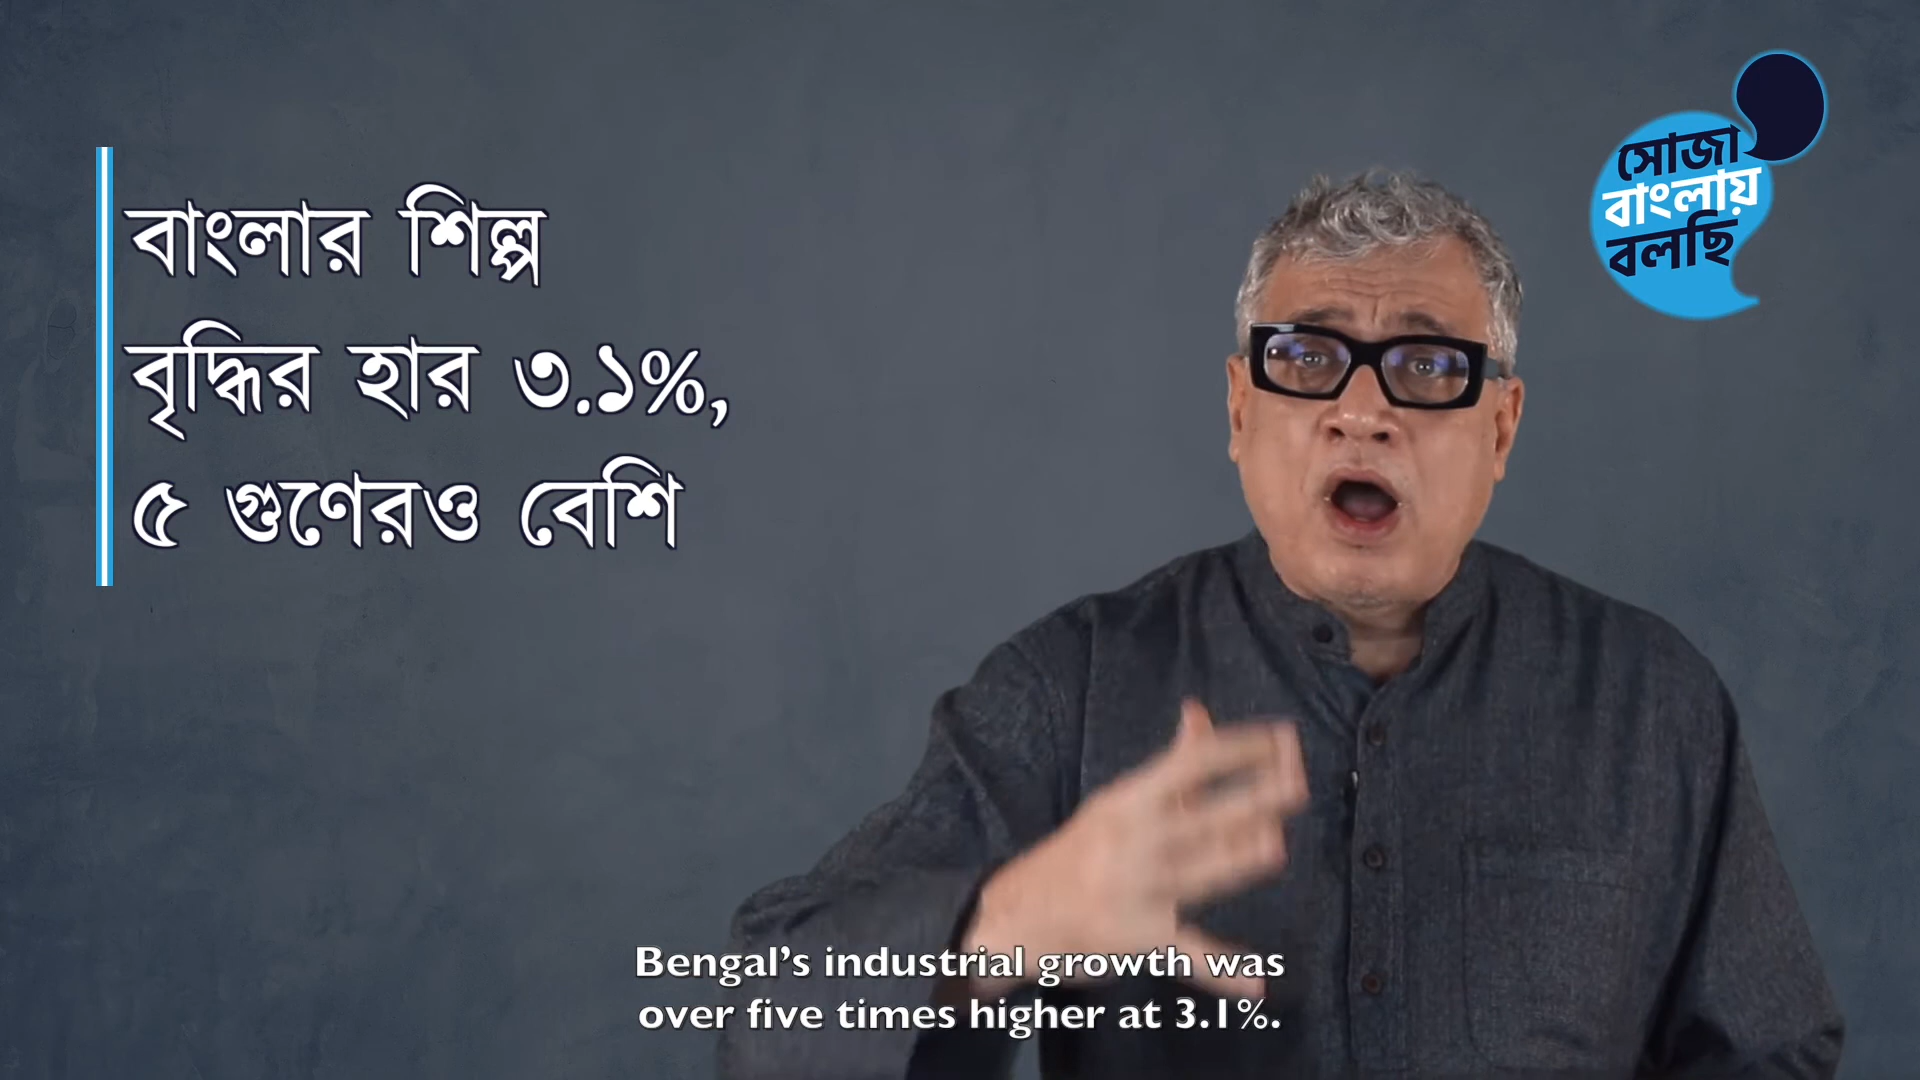 বাংলার শিল্প
বৃদ্ধির হার ৩.১%,
৫ গুণেরও বেশি
সোজা
বাংলায়
বলছি
Bengal’s industrial growth was
over five times higher at 3.1%.